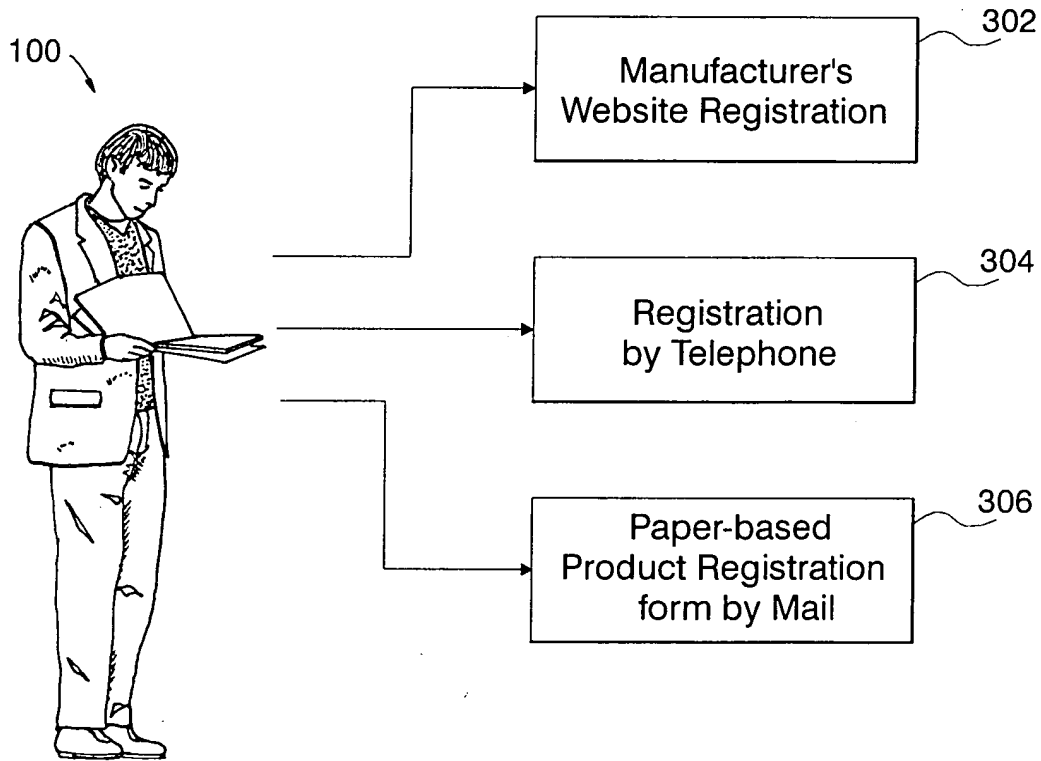 100
302
Manufacturer's
Website Registration
304
Registration
by Telephone
306
Paper-based
Product Registration
form by Mail